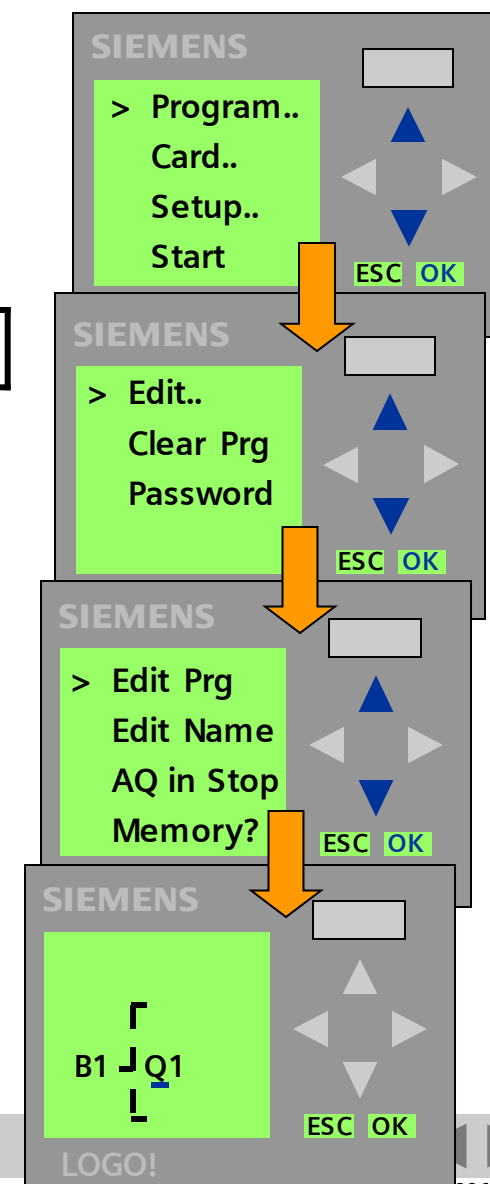 SIEMENS
> Program..
Card..
Setup..
Start
ESC OK
SIEMENS
> Edit..
Clear Prg
Password
ESC OK
SIEMENS
> Edit Prg
Edit Name
AQ in Stop
Memory?
ESC OK
SIEMENS
B1 Q1
ESC OK
LOGO!